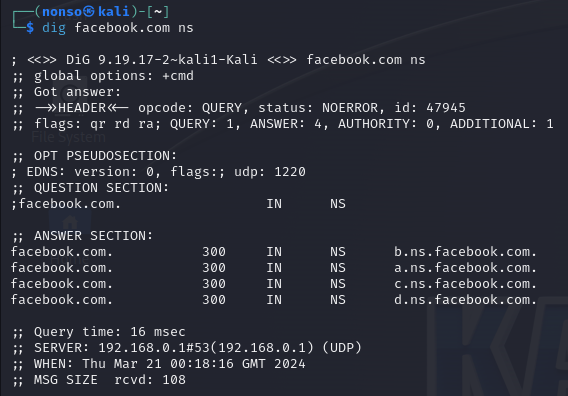 ┌──(nonso㉿kali)-[~]
└─$ dig facebook.com ns

; <<>> DiG 9.19.17-2~kali1-Kali <<>> facebook.com ns
;; global options: +cmd
;; Got answer:
;; ->>HEADER<<- opcode: QUERY, status: NOERROR, id: 47945
;; flags: qr rd ra; QUERY: 1, ANSWER: 4, AUTHORITY: 0, ADDITIONAL: 1
File System

;; OPT PSEUDOSECTION:
; EDNS: version: 0, flags:; udp: 1220
;; QUESTION SECTION:
;facebook.com.                  IN      NS

;; ANSWER SECTION:
facebook.com.           300     IN      NS      b.ns.facebook.com.
facebook.com.           300     IN      NS      a.ns.facebook.com.
facebook.com.           300     IN      NS      c.ns.facebook.com.
facebook.com.           300     IN      NS      d.ns.facebook.com.

;; Query time: 16 msec
;; SERVER: 192.168.0.1#53(192.168.0.1) (UDP)
;; WHEN: Thu Mar 21 00:18:16 GMT 2024
;; MSG SIZE  rcvd: 108